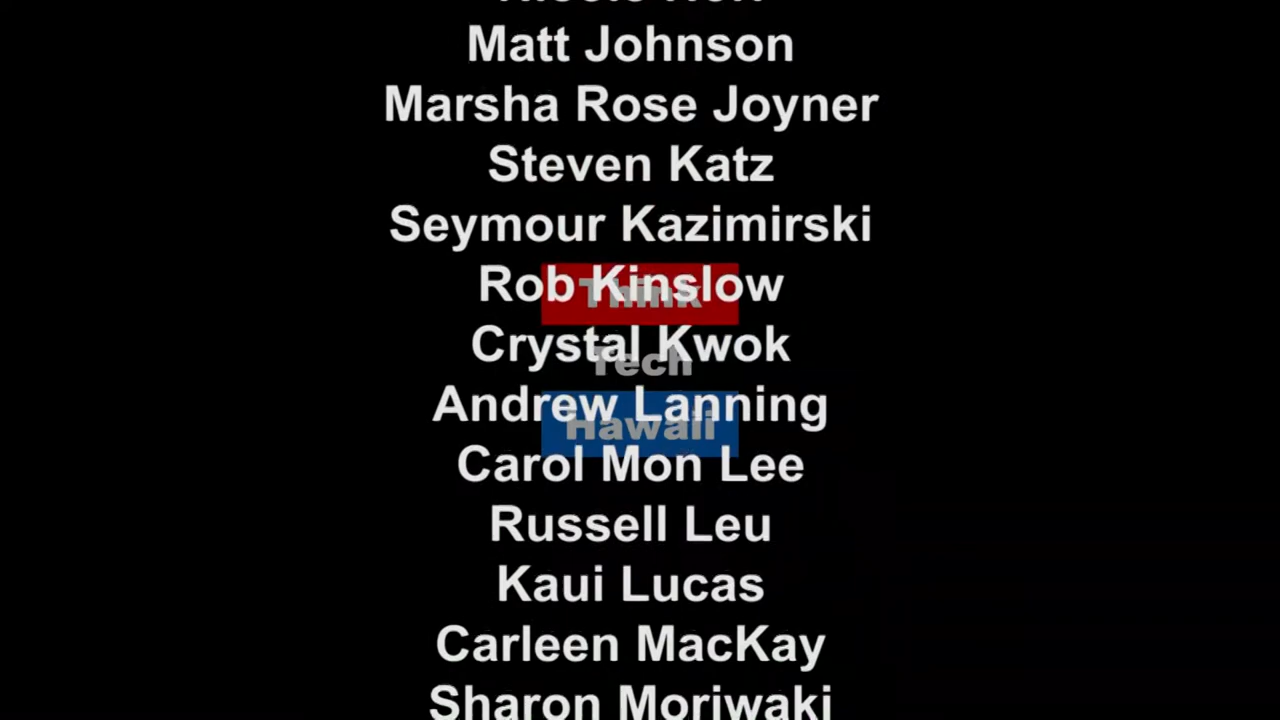 Matt Johnson
Marsha Rose Joyner
Steven Katz
Seymour Kazimirski
Rob Kinslow
Think
Crystal Kwok
Tech
Andrew Lanning
Hawaii
Carol Mon Lee
Russell Leu
Kaui Lucas
Carleen MacKay
Sharon Moriwaki